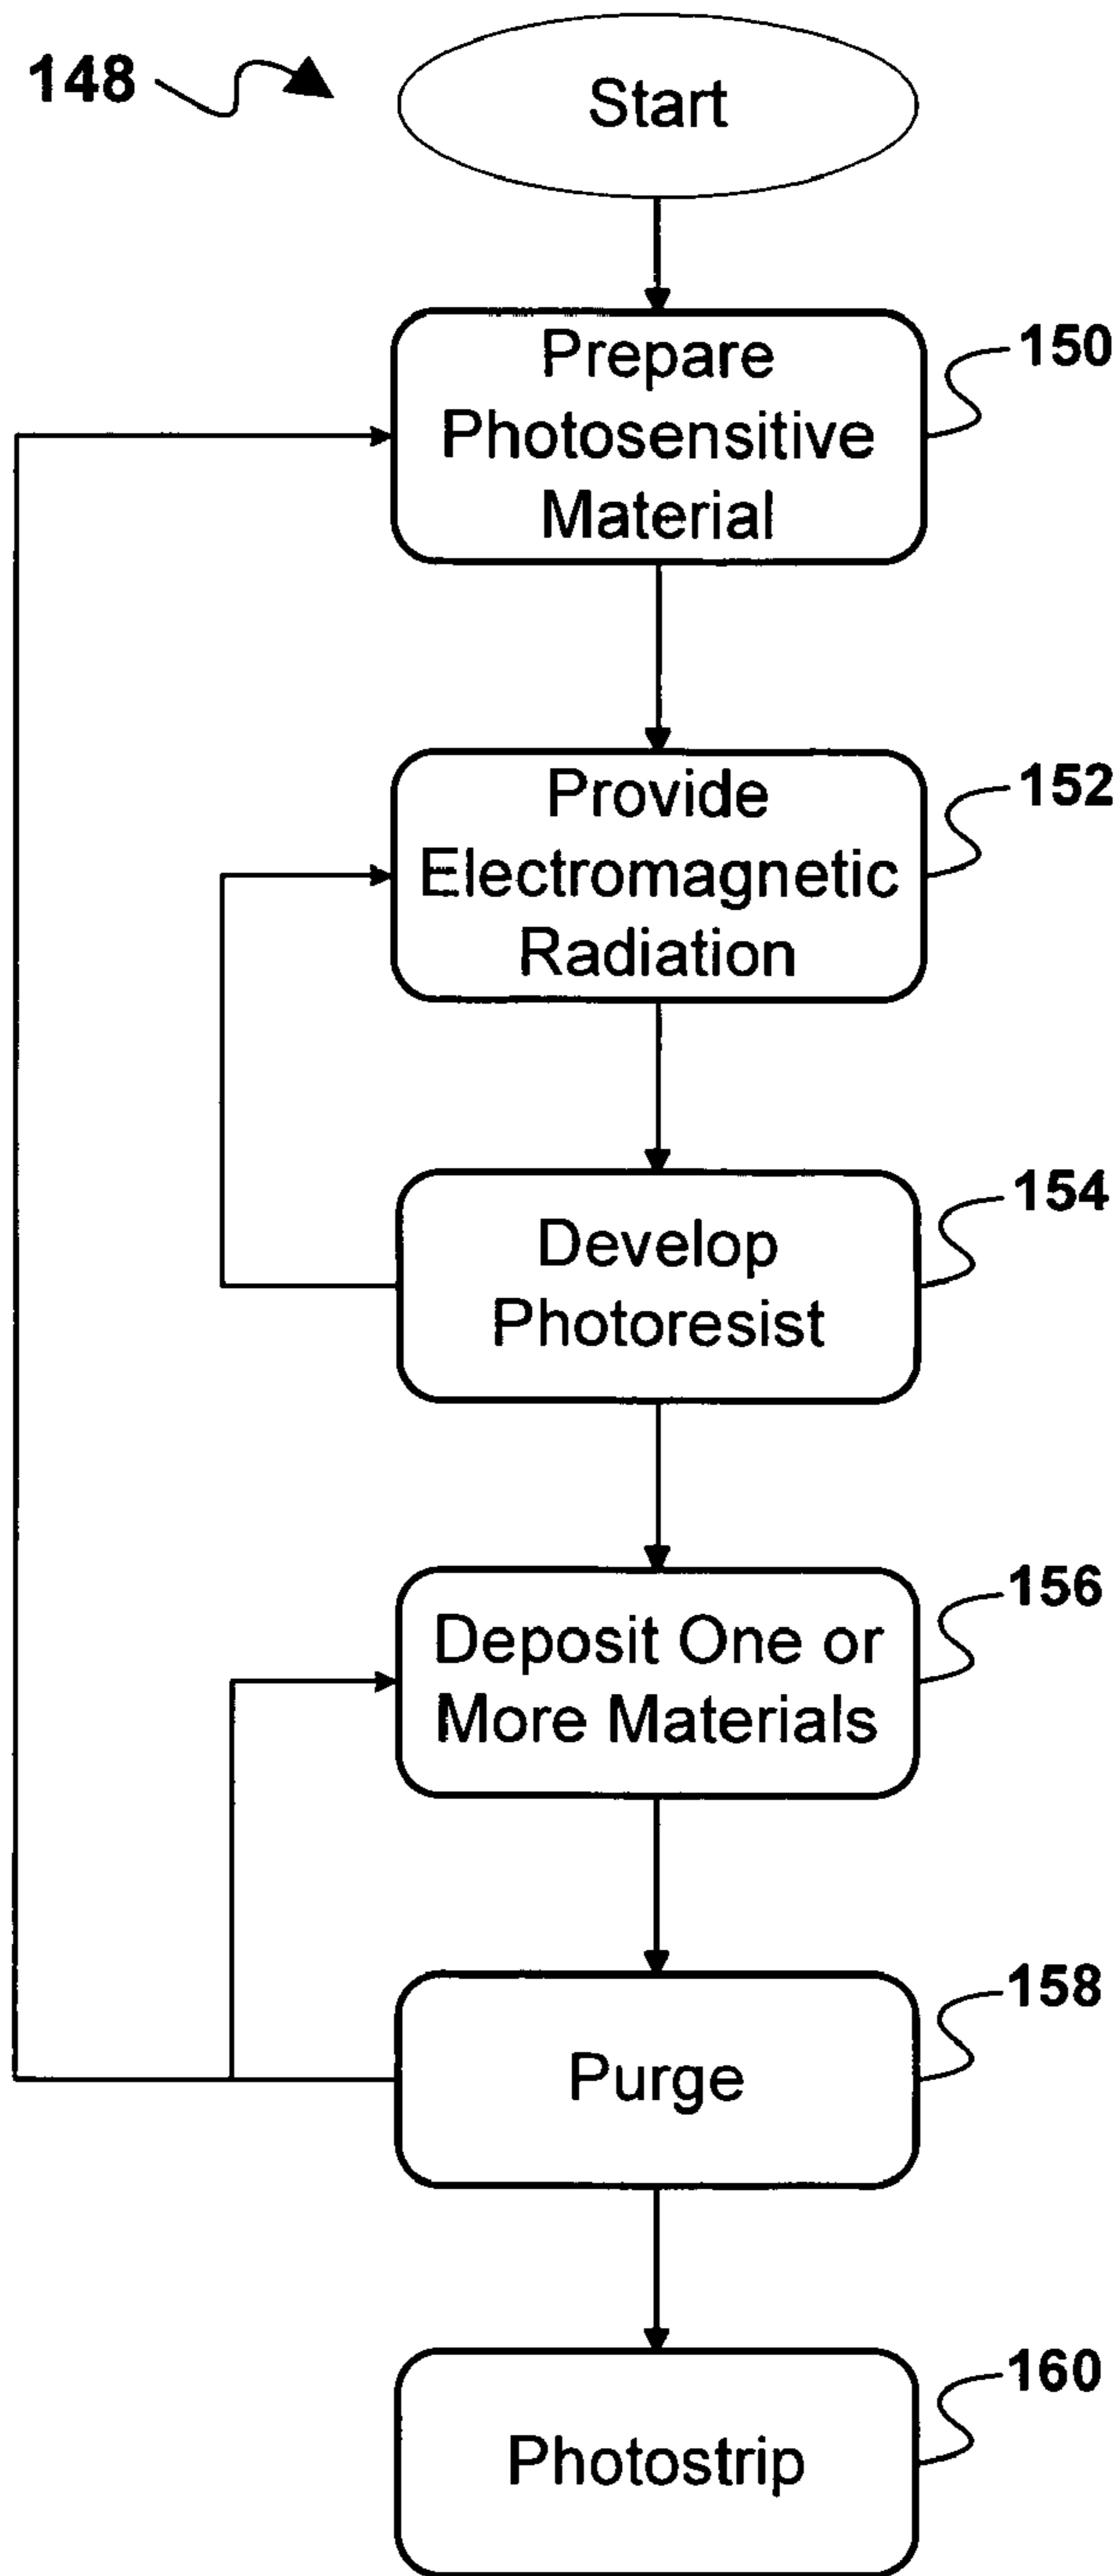 148
Start
Prepare
Photosensitive
Material
150
Provide
Electromagnetic
Radiation
152
Develop
Photoresist
154
Deposit One or
More Materials
156
Purge
158
Photostrip
160